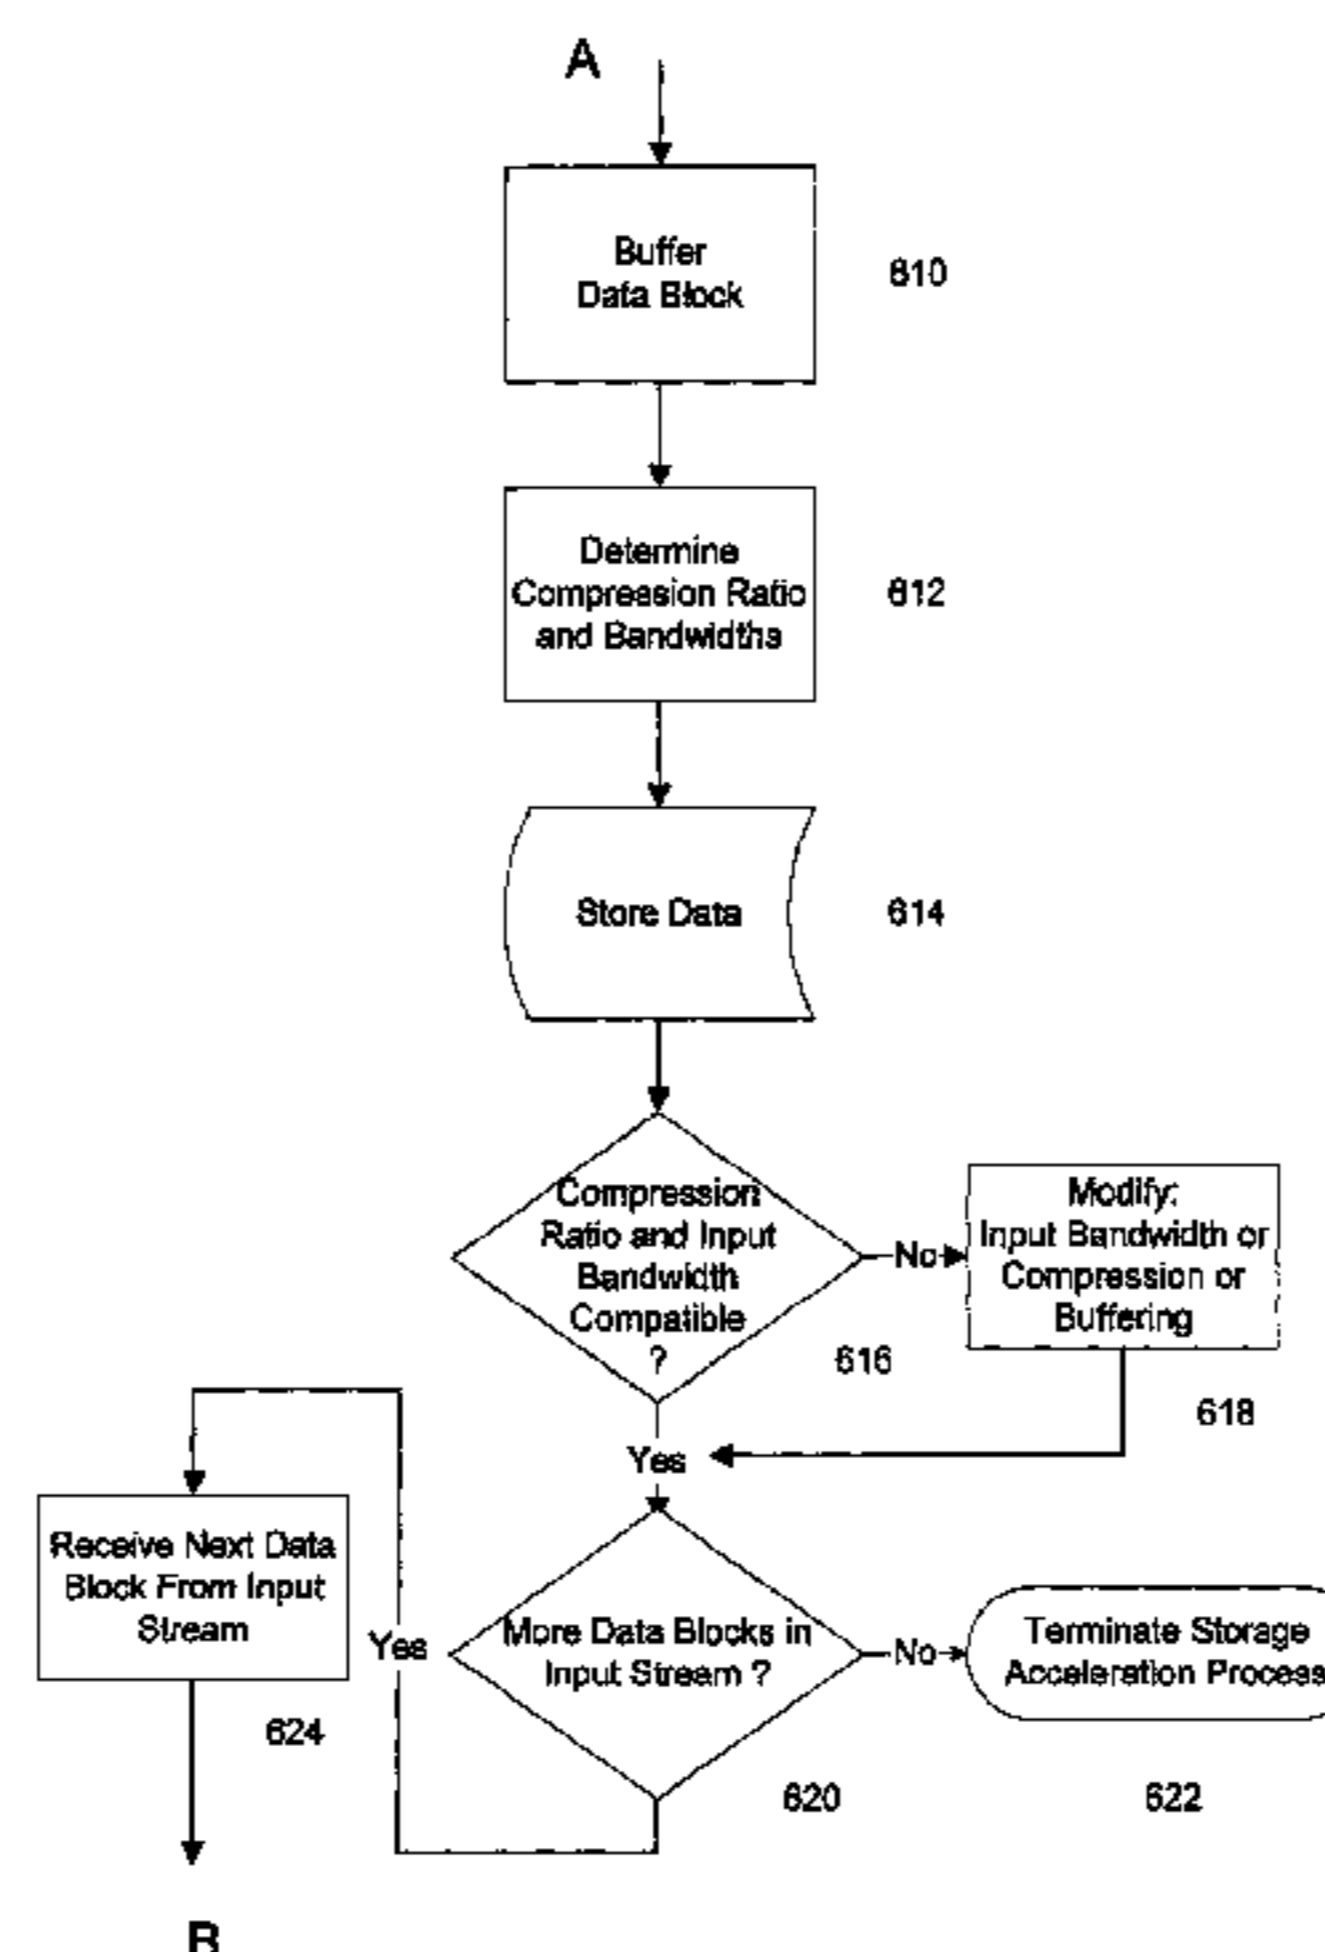 A
Buffer
Data Block
610
Determine
Compression Ratio
and Bandwidths
612
Store Data
614
Compression
Ratio and Input
Bandwidth
Compatible
?
616
No
Modify:
Input Bandwidth or
Compression or
Buffering
618
Yes
Receive Next Data
Block From Input
Stream
624
Yes
More Data Blocks in
Input Stream ?
620
No
Terminate Storage
Acceleration Process
622
B